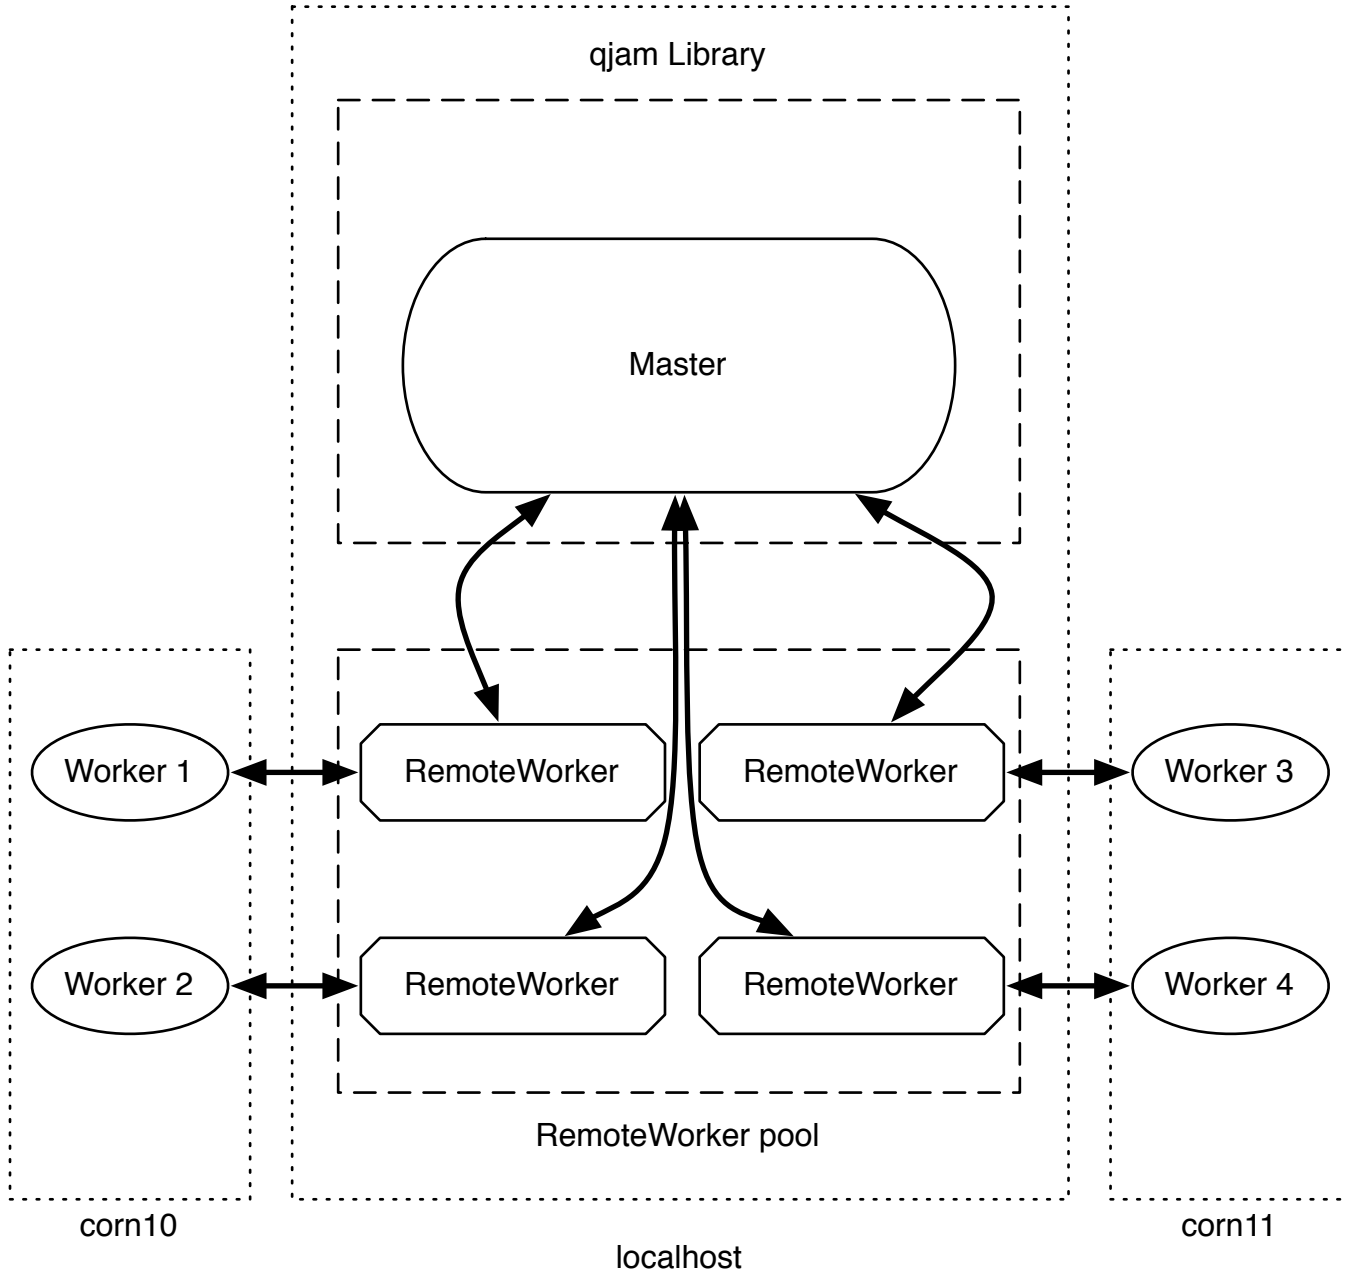 qjam Library
Master
Worker 1
RemoteWorker
RemoteWorker
Worker 3
Worker 2
RemoteWorker
RemoteWorker
Worker 4
RemoteWorker pool
corn10
corn11
localhost